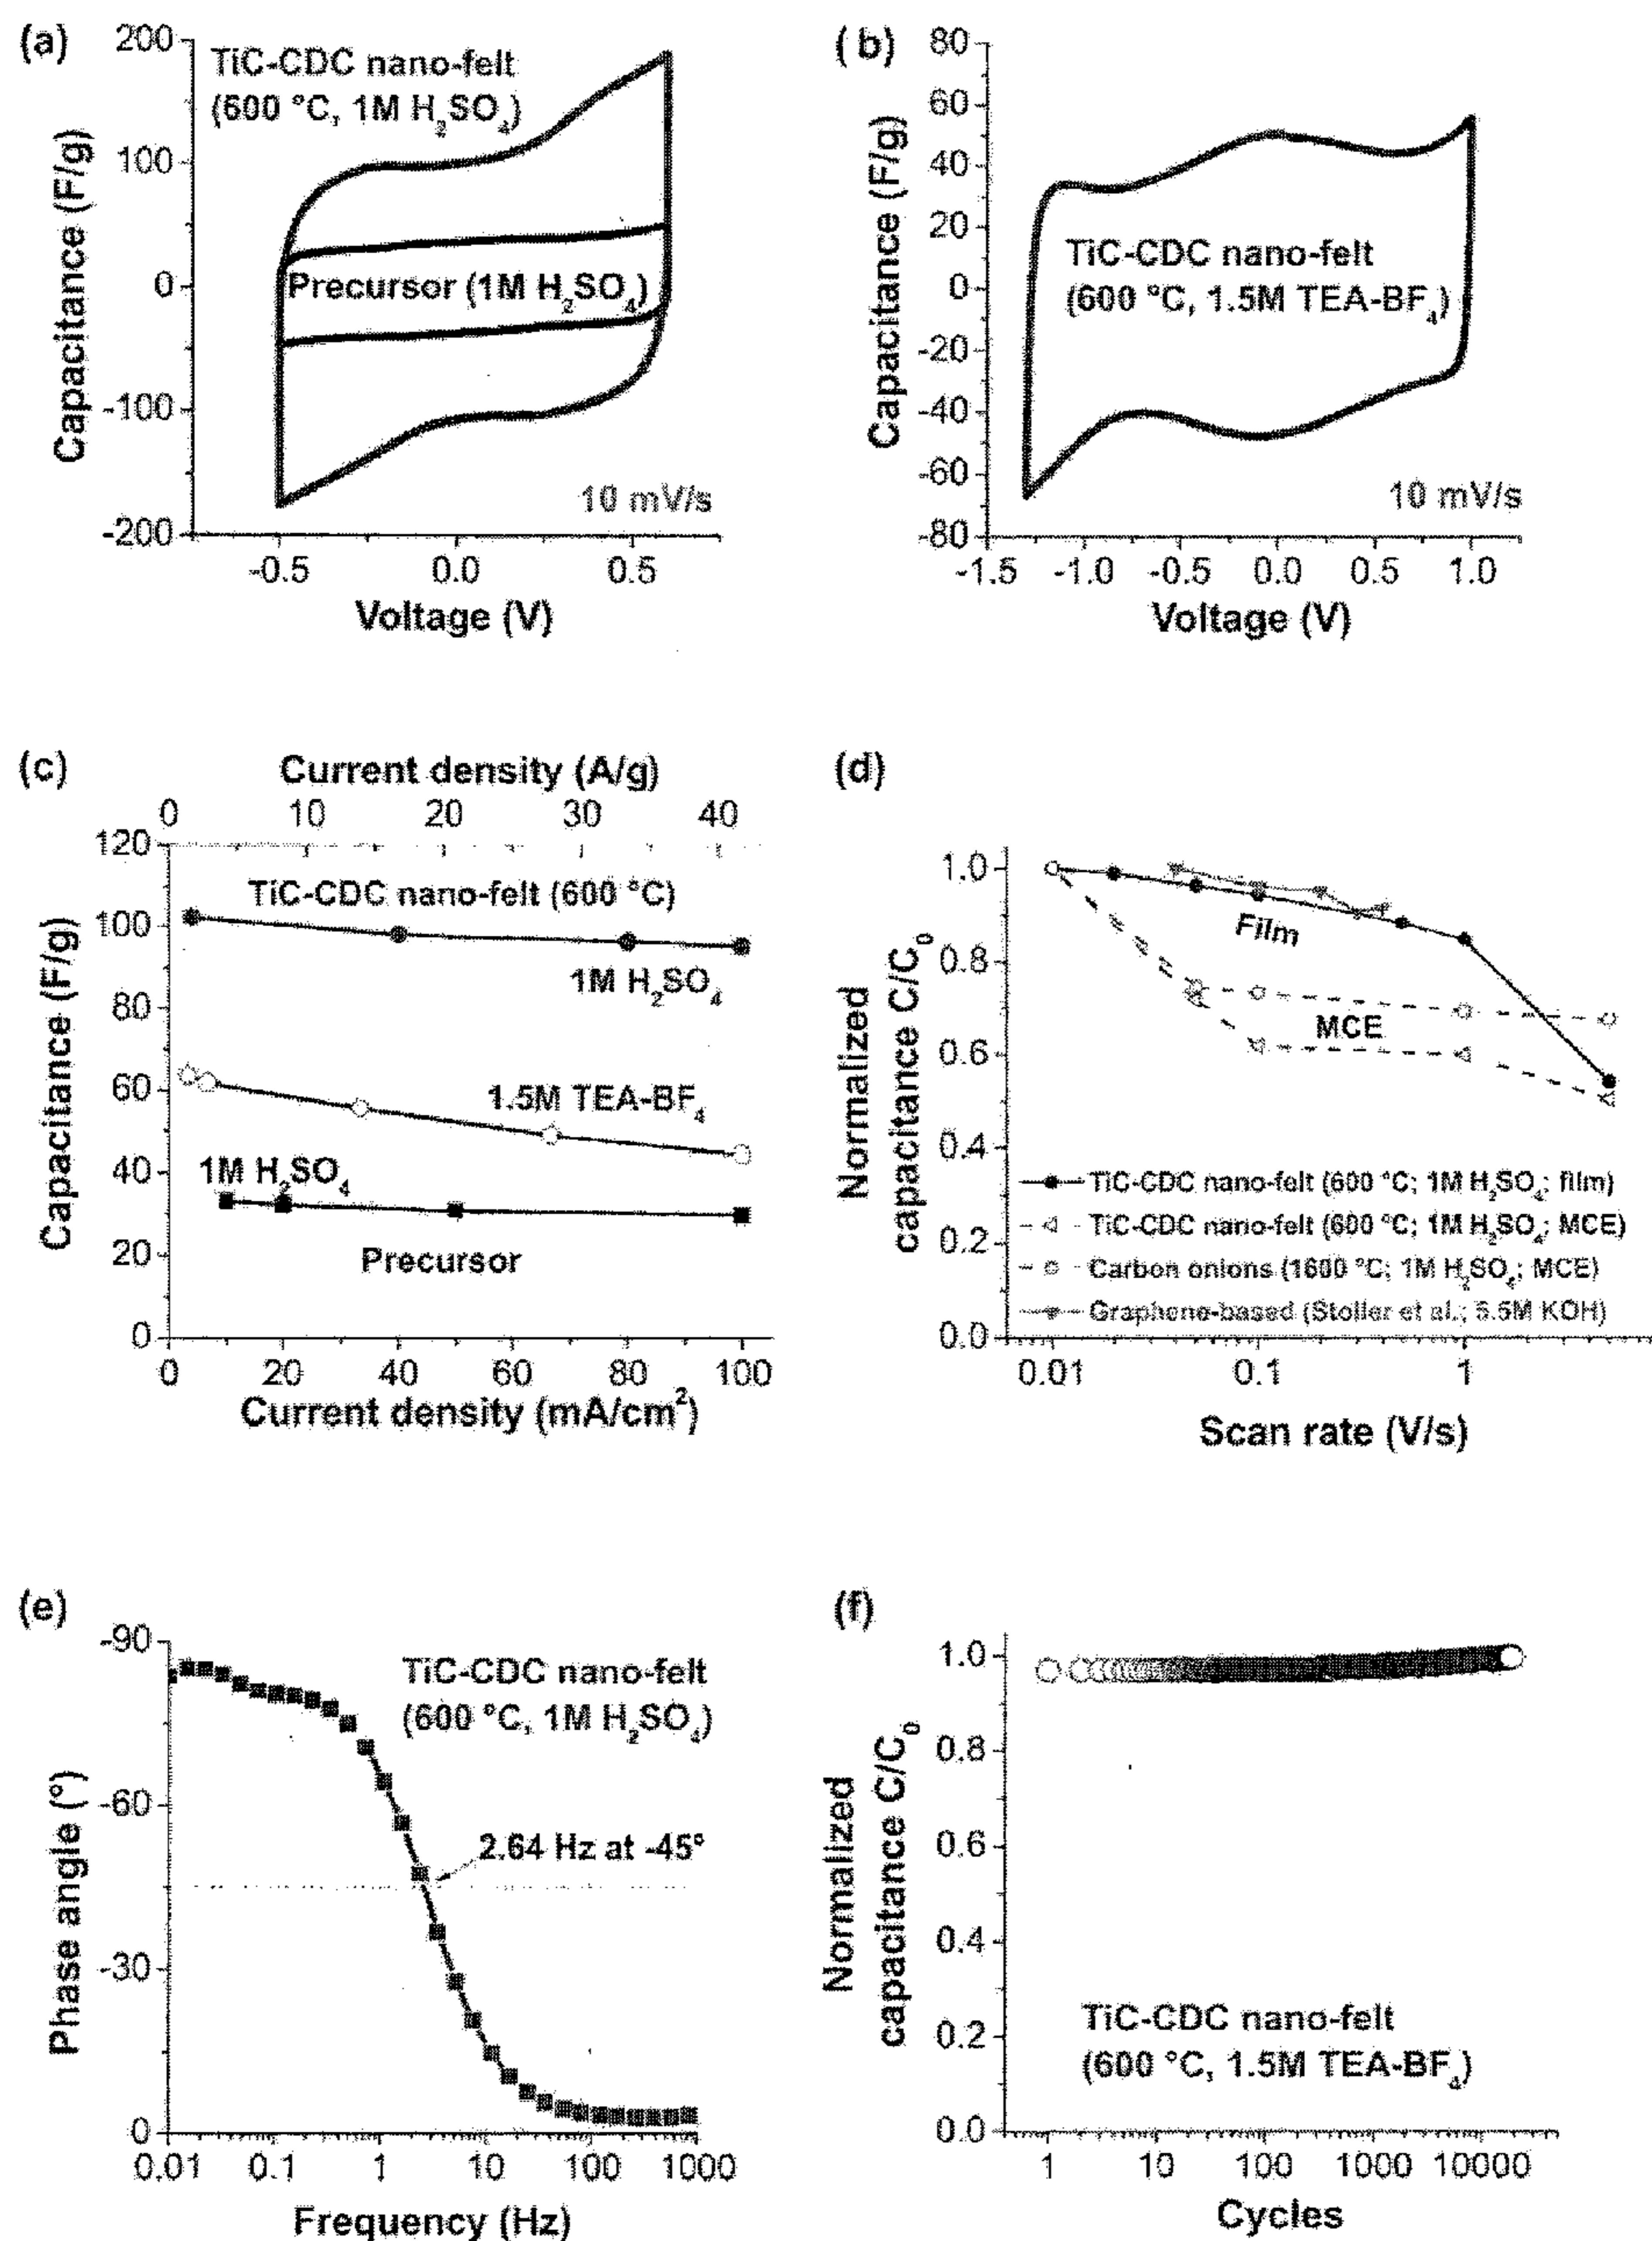 (a)
TiC-CDC nano-felt
(600 °C, 1M H₂SO₄)
Precursor (1M H₂SO₄)
10 mV/s
Capacitance (F/g)
200
100
0
-100
-200
-0.5 0.0 0.5
Voltage (V)
(b)
TiC-CDC nano-felt
(600 °C, 1.5M TEA-BF₄)
10 mV/s
Capacitance (F/g)
80
60
40
20
0
-20
-40
-60
-80
-1.5 -1.0 -0.5 0.0 0.5 1.0
Voltage (V)
(c)
Current density (A/g)
0 10 20 30 40
TiC-CDC nano-felt (600 °C)
1M H₂SO₄
1.5M TEA-BF₄
1M H₂SO₄
Precursor
Capacitance (F/g)
120
100
80
60
40
20
0
0 20 40 60 80 100
Current density (mA/cm²)
(d)
Film
MCE
TiC-CDC nano-felt (600 °C; 1M H₂SO₄; film)
TiC-CDC nano-felt (600 °C; 1M H₂SO₄; MCE)
Carbon onions (1800 °C; 1M H₂SO₄; MCE)
Graphene-based (Stoller et al.; 5.5M KOH)
Normalized
capacitance C/C₀
1.0
0.8
0.6
0.4
0.2
0.0
0.01 0.1 1
Scan rate (V/s)
(e)
TiC-CDC nano-felt
(600 °C, 1M H₂SO₄)
2.64 Hz at -45°
Phase angle (°)
-90
-60
-30
0
0.01 0.1 1 10 100 1000
Frequency (Hz)
(f)
TiC-CDC nano-felt
(600 °C, 1.5M TEA-BF₄)
Normalized
capacitance C/C₀
1.0
0.8
0.6
0.4
0.2
0.0
1 10 100 1000 10000
Cycles